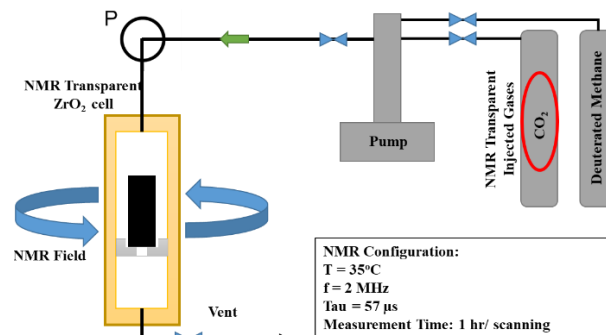 P
NMR Transparent
ZrO₂ cell
NMR Field
Vent
Pump
NMR Transparent
Injected Gases
CO₂
Deuterated Methane
NMR Configuration:
T = 35°C
f = 2 MHz
Tau = 57 µs
Measurement Time: 1 hr/ scanning